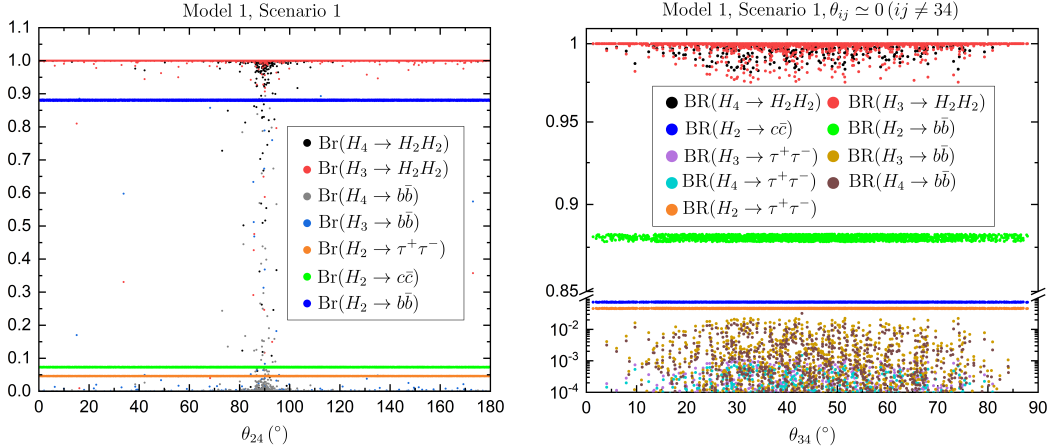 Model 1, Scenario 1
1.1
1.0
0.9
0.8
0.7
0.6
0.5
0.4
0.3
0.2
0.1
0.0
0 20 40 60 80 100 120 140 160 180
θ₂₄ (°)
Br(H₄ → H₂H₂)
Br(H₃ → H₂H₂)
Br(H₄ → bb̄)
Br(H₃ → bb̄)
Br(H₂ → τ⁺τ⁻)
Br(H₂ → cc̄)
Br(H₂ → bb̄)
Model 1, Scenario 1, θᵢⱼ ≃ 0 (ij ≠ 34)
1
0.95
0.9
0.85
10⁻²
10⁻³
10⁻⁴
0 10 20 30 40 50 60 70 80 90
θ₃₄ (°)
BR(H₄ → H₂H₂) BR(H₃ → H₂H₂)
BR(H₂ → cc̄) BR(H₂ → bb̄)
BR(H₃ → τ⁺τ⁻) BR(H₃ → bb̄)
BR(H₄ → τ⁺τ⁻) BR(H₄ → bb̄)
BR(H₂ → τ⁺τ⁻)